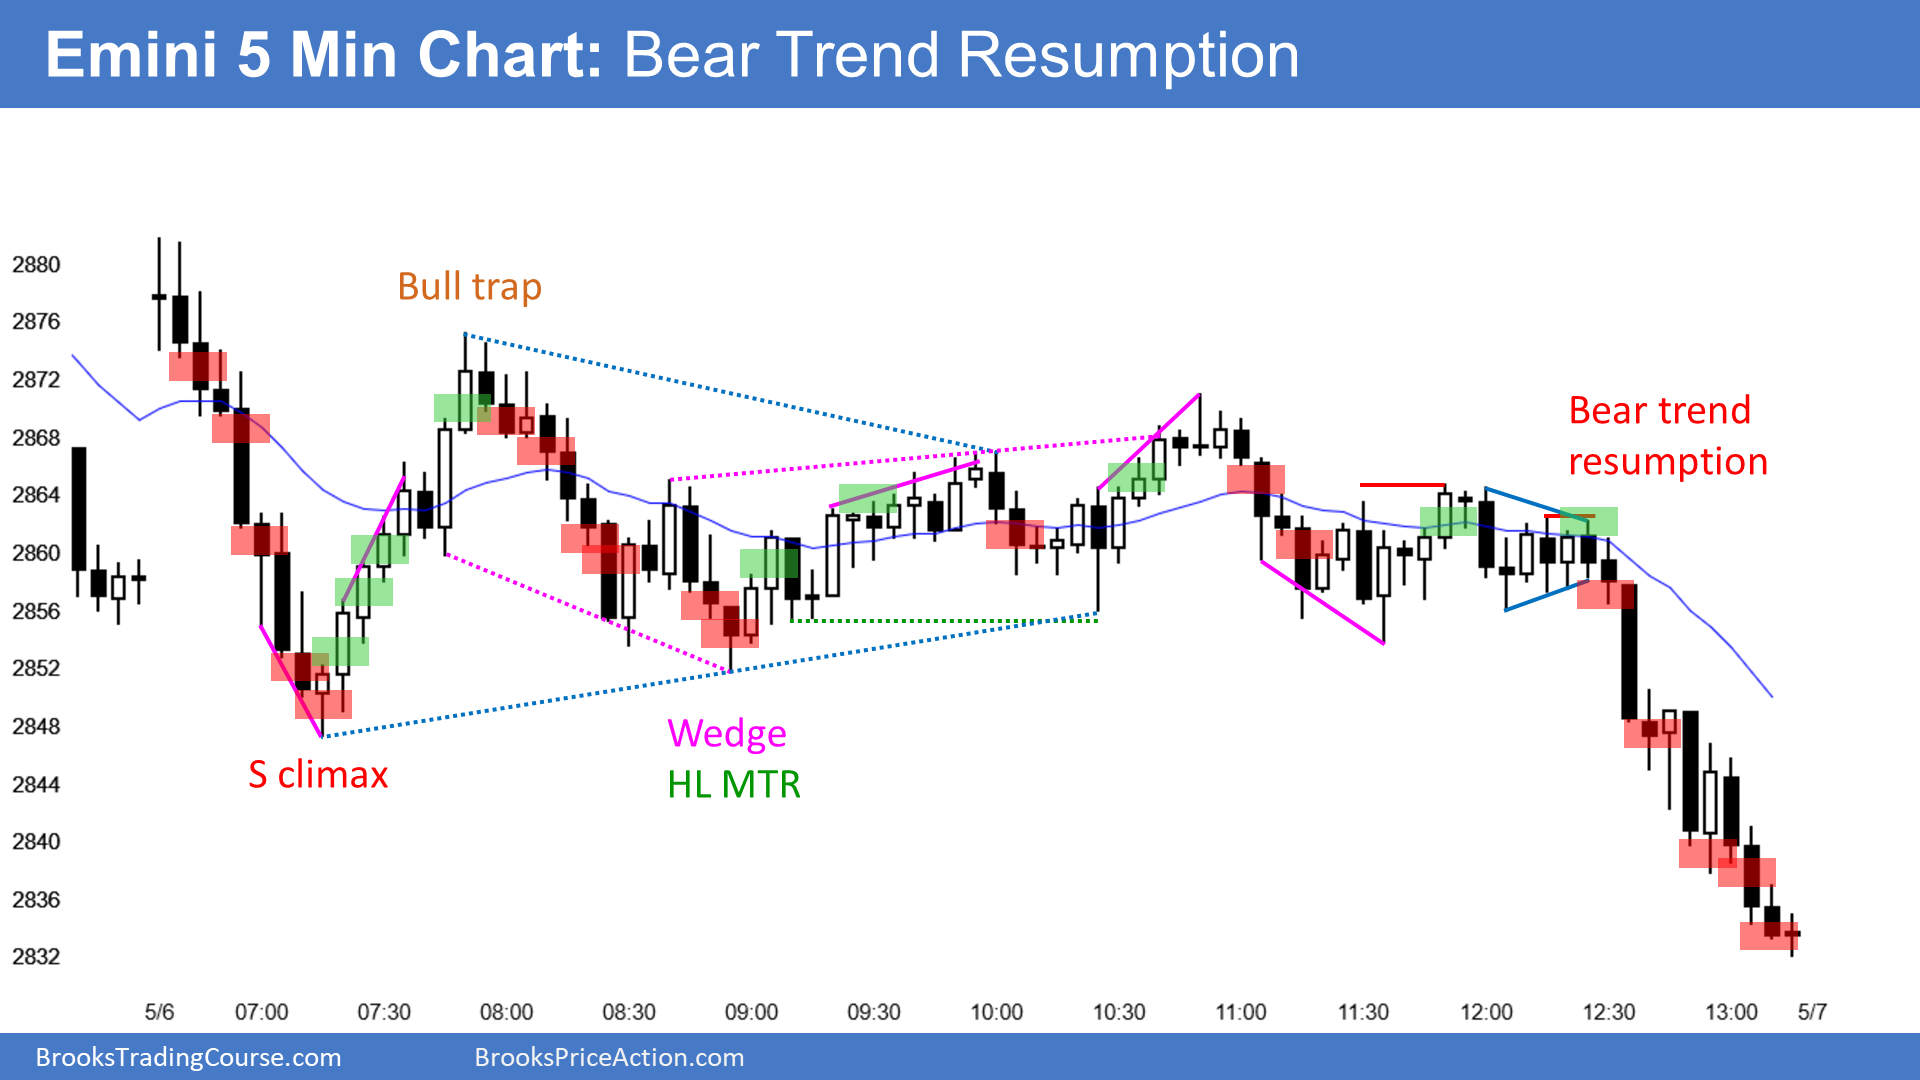 Emini 5 Min Chart: Bear Trend Resumption
Bull trap
Bear trend
resumption
Wedge
HL MTR
S climax
2880
2876
2872
2868
2864
2860
2856
2852
2848
2844
2840
2836
2832
5/6 07:00 07:30 08:00 08:30 09:00 09:30 10:00 10:30 11:00 11:30 12:00 12:30 13:00 5/7
BrooksTradingCourse.com BrooksPriceAction.com